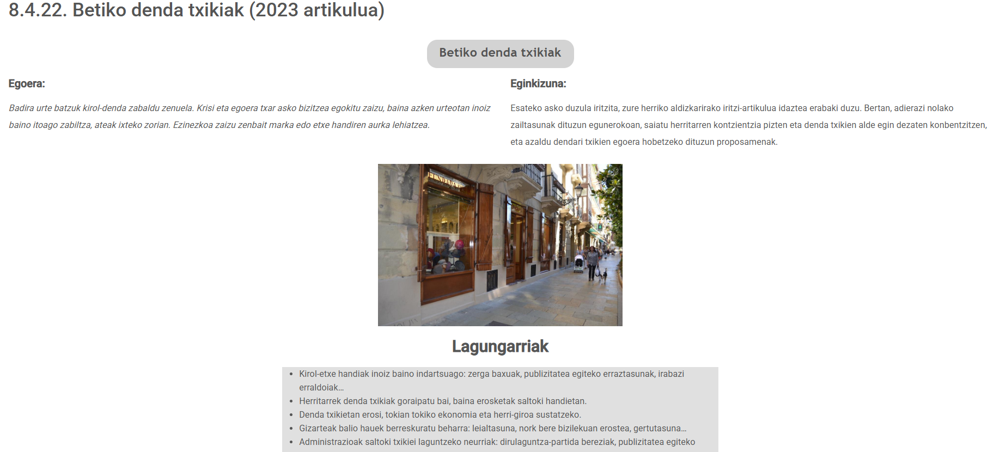 8.4.22. Betiko denda txikiak (2023 artikulua)
Betiko denda txikiak
Egoera:
Badira urte batzuk kirol-denda zabaldu zenuela. Krisi eta egoera txar asko bizitzea egokitu zaizu, baina azken urteotan inoiz
baino itoago zabiltza, ateak ixteko zorian. Ezinezkoa zaizu zenbait marka edo etxe handiren aurka lehiatzea.
Eginkizuna:
Esateko asko duzula iritzita, zure herriko aldizkarirako iritzi-artikulua idaztea erabaki duzu. Bertan, adierazi nolako
zailtasunak dituzun egunerokoan, saiatu herritarren kontzientzia pizten eta denda txikien alde egin dezaten konbentzitzen,
eta azaldu dendari txikien egoera hobetzeko dituzun proposamenak.
FUNDADA
Lagungarriak
• Kirol-etxe handiak inoiz baino indartsuago: zerga baxuak, publizitatea egiteko erraztasunak, irabazi
erraldoiak…
• Herritarrek denda txikiak goraipatu bai, baina erosketak saltoki handietan.
• Denda txikietan erosi, tokian tokiko ekonomia eta herri-giroa sustatzeko.
• Gizarteak balio hauek berreskuratu beharra: leialtasuna, nork bere bizilekuan erostea, gertutasuna…
• Administrazioak saltoki txikiei laguntzeko neurriak: dirulaguntza-partida bereziak, publizitatea egiteko